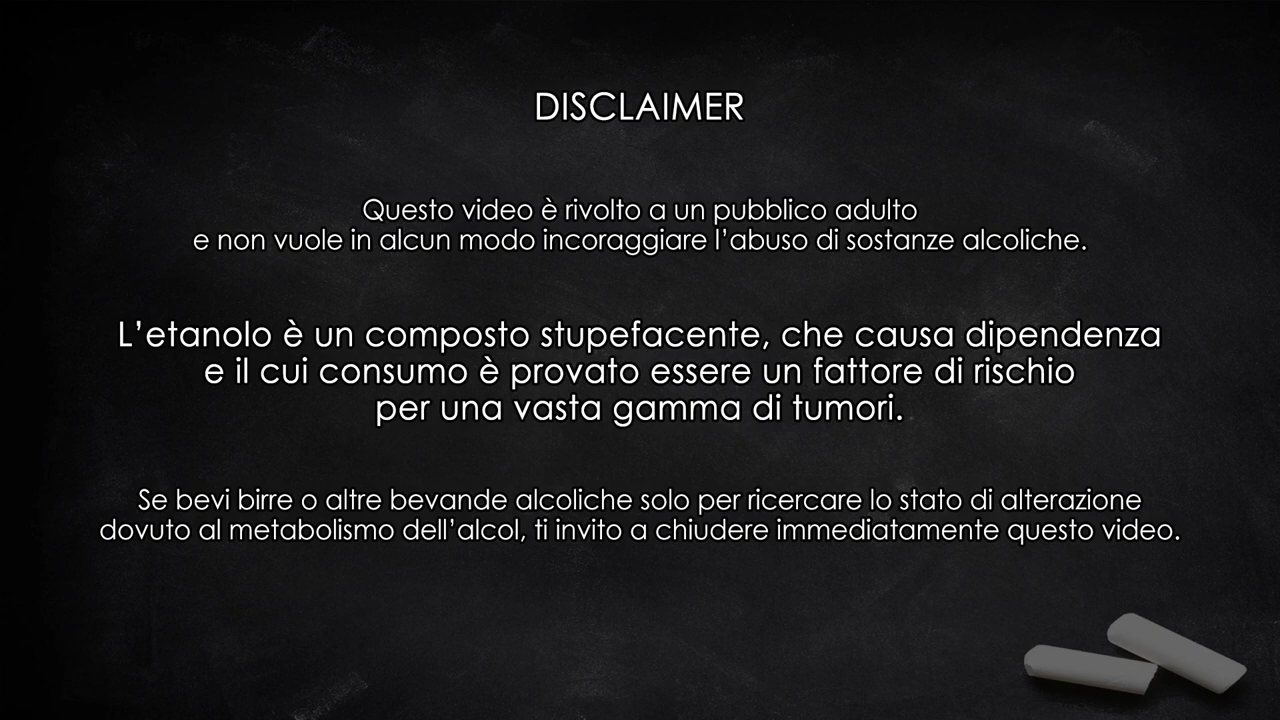 DISCLAIMER
Questo video è rivolto a un pubblico adulto
e non vuole in alcun modo incoraggiare l’abuso di sostanze alcoliche.
L’etanolo è un composto stupefacente, che causa dipendenza
e il cui consumo è provato essere un fattore di rischio
per una vasta gamma di tumori.
Se bevi birre o altre bevande alcoliche solo per ricercare lo stato di alterazione
dovuto al metabolismo dell’alcol, ti invito a chiudere immediatamente questo video.